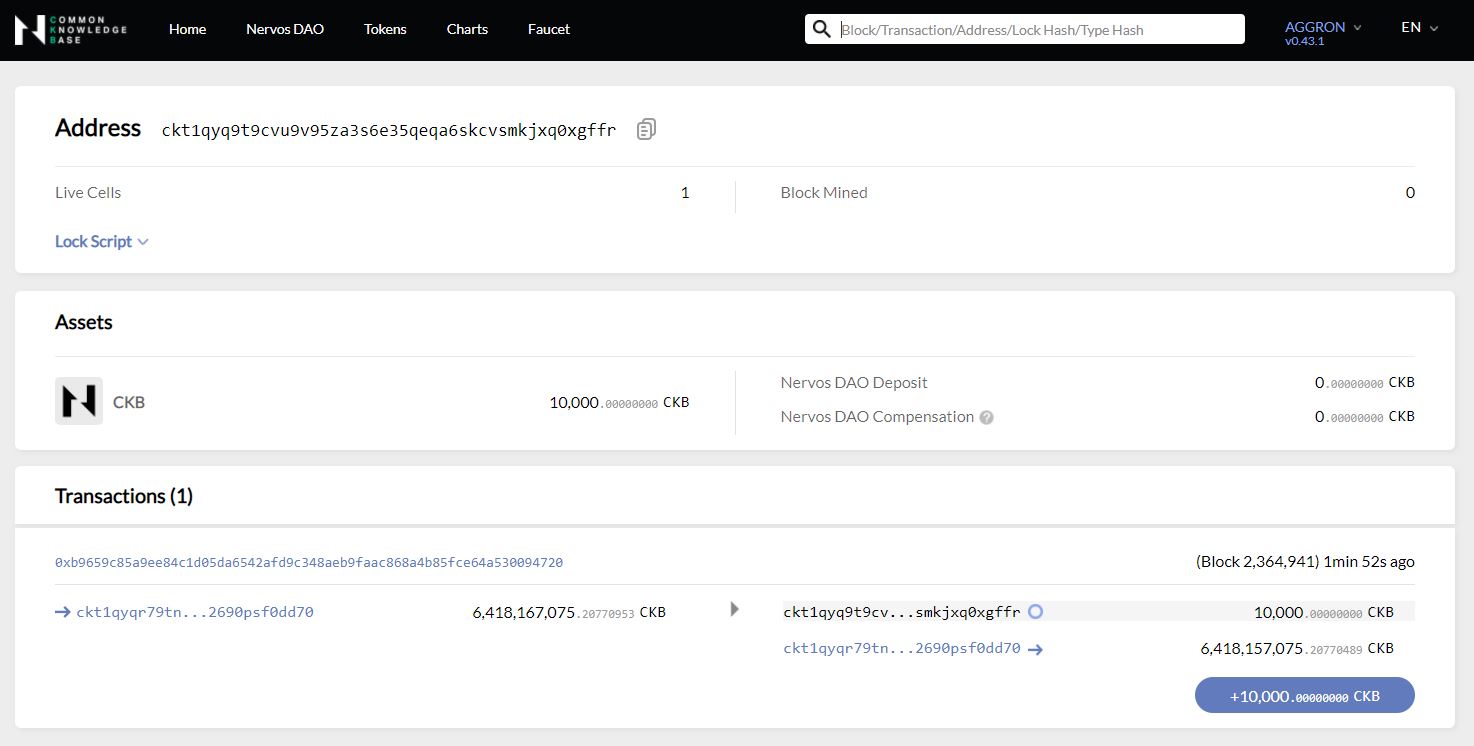 COMMON
KNOWLEDGE
BASE
Home Nervos DAO Tokens Charts Faucet
Block/Transaction/Address/Lock Hash/Type Hash
AGGRON
v0.43.1
EN
Address ckt1qyq9t9cvu9v95za3s6e35qeqa6skcvsmkjxq0xgffr
Live Cells 1 Block Mined 0
Lock Script
Assets
CKB 10,000.00000000 CKB
Nervos DAO Deposit 0.00000000 CKB
Nervos DAO Compensation ? 0.00000000 CKB
Transactions (1)
0xb9659c85a9ee84c1d05da6542afd9c348aeb9faac868a4b85fce64a530094720 (Block 2,364,941) 1min 52s ago
ckt1qyqr79tn...2690psf0dd70 6,418,167,075.20770953 CKB ckt1qyq9t9cv...smkjxq0xgffr 10,000.00000000 CKB
ckt1qyqr79tn...2690psf0dd70 6,418,157,075.20770489 CKB
+10,000.00000000 CKB